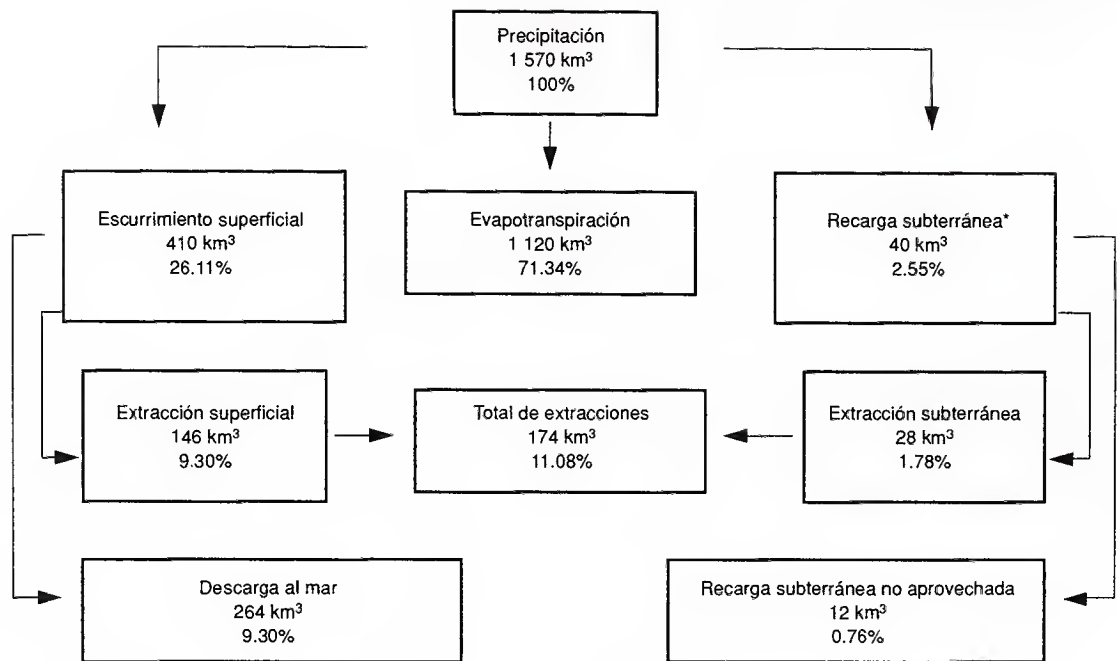 Precipitación
1 570 km³
100%
Escurrimiento superficial
410 km³
26.11%
Evapotranspiración
1 120 km³
71.34%
Recarga subterránea*
40 km³
2.55%
Extracción superficial
146 km³
9.30%
Total de extracciones
174 km³
11.08%
Extracción subterránea
28 km³
1.78%
Descarga al mar
264 km³
9.30%
Recarga subterránea no aprovechada
12 km³
0.76%